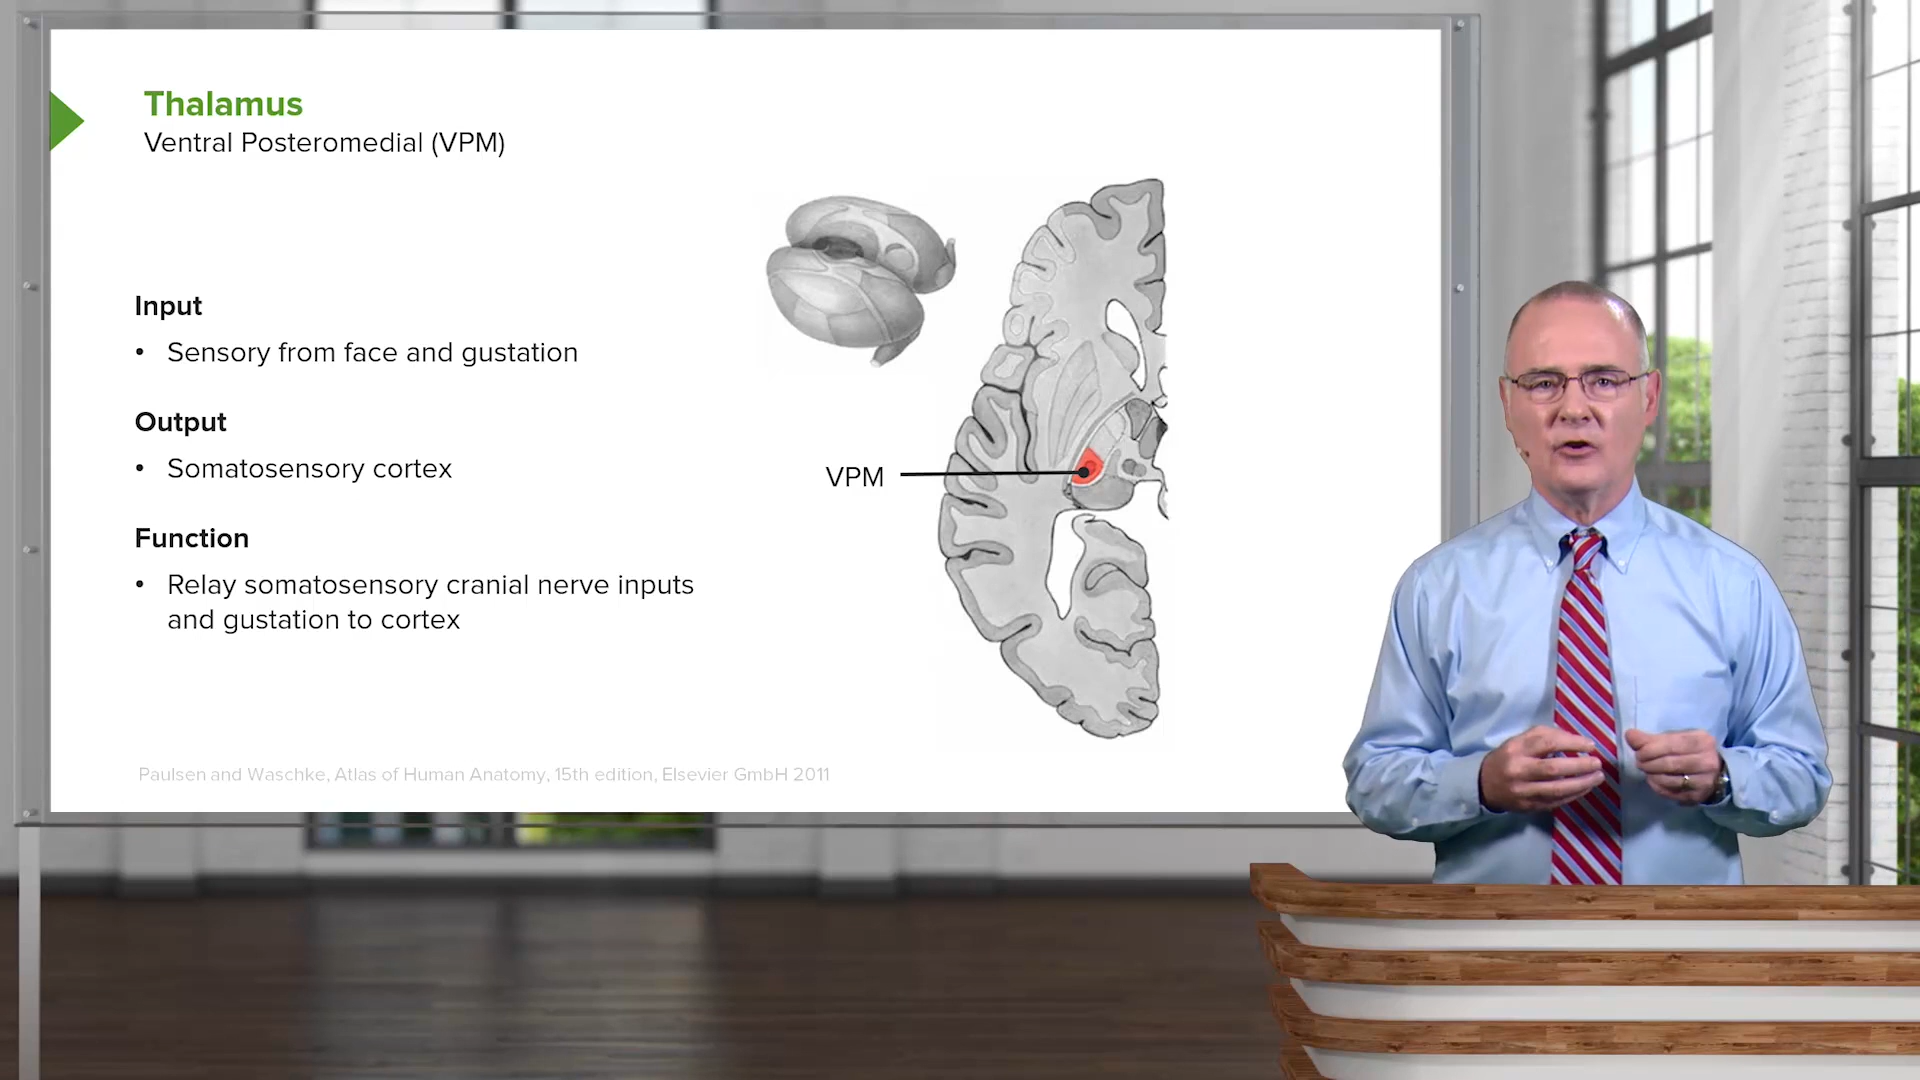 Thalamus
Ventral Posteromedial (VPM)
Input
• Sensory from face and gustation
Output
• Somatosensory cortex
Function
• Relay somatosensory cranial nerve inputs
and gustation to cortex
VPM
Paulsen and Waschke, Atlas of Human Anatomy, 15th edition, Elsevier GmbH 2011